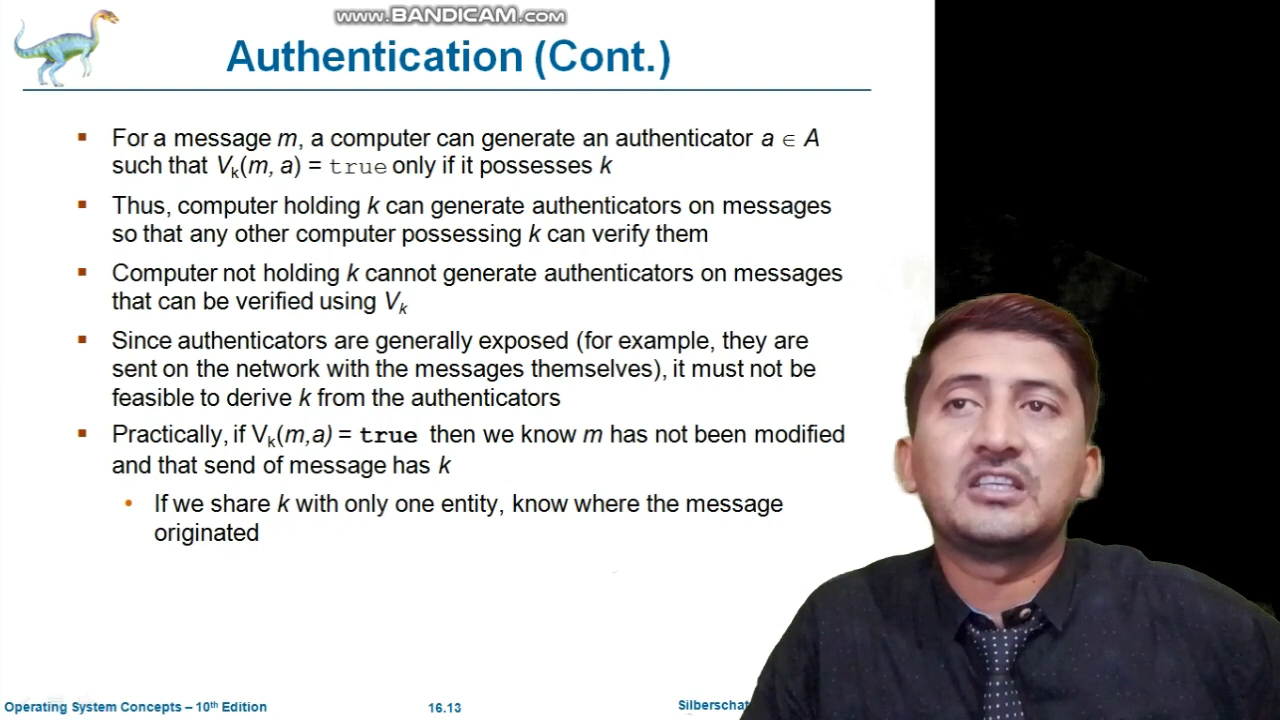 www.BANDICAM.com
Authentication (Cont.)
For a message m, a computer can generate an authenticator a ∈ A
such that Vk(m, a) = true only if it possesses k
Thus, computer holding k can generate authenticators on messages
so that any other computer possessing k can verify them
Computer not holding k cannot generate authenticators on messages
that can be verified using Vk
Since authenticators are generally exposed (for example, they are
sent on the network with the messages themselves), it must not be
feasible to derive k from the authenticators
Practically, if Vk(m,a) = true then we know m has not been modified
and that send of message has k
If we share k with only one entity, know where the message
originated
Operating System Concepts – 10th Edition
16.13